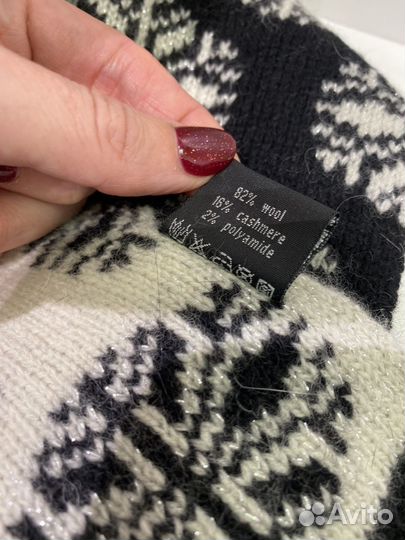 82% wool
16% cashmere
2% polyamide
Avito